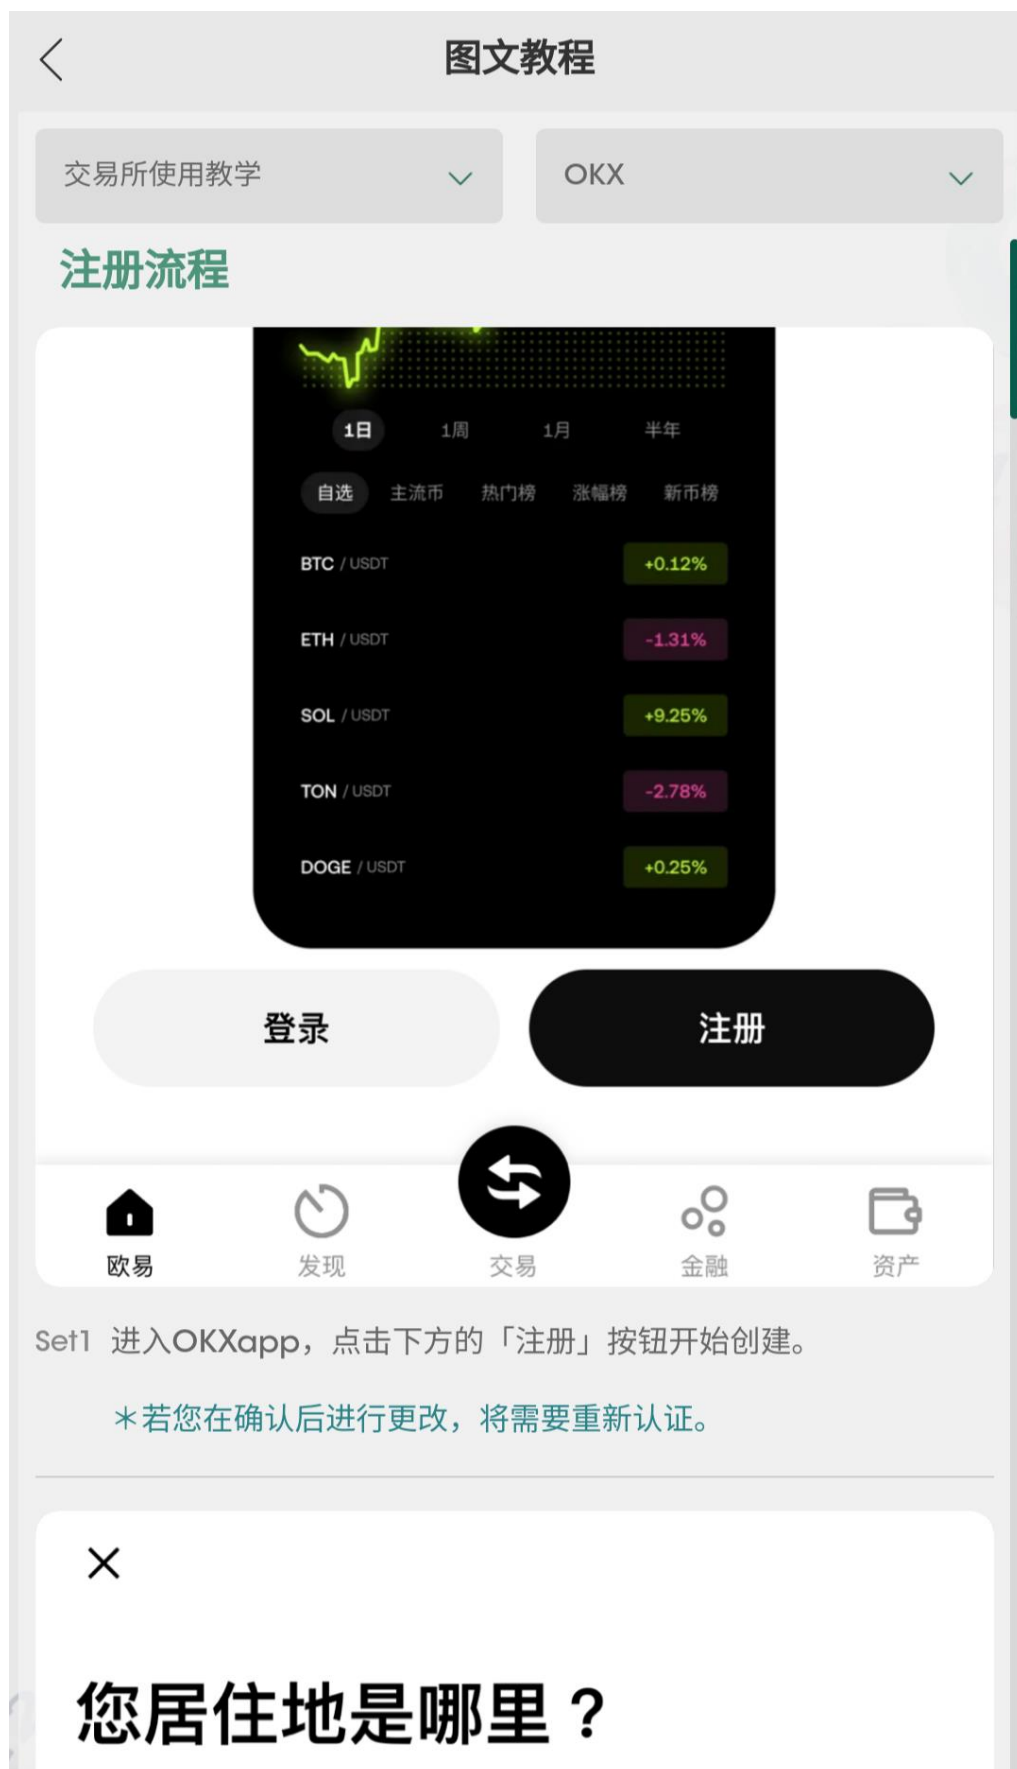 图文教程
交易所使用教学 OKX
注册流程
1日 1周 1月 半年
自选 主流币 热门榜 涨幅榜 新币榜
BTC / USDT +0.12%
ETH / USDT -1.31%
SOL / USDT +9.25%
TON / USDT -2.78%
DOGE / USDT +0.25%
登录 注册
欧易 发现 交易 金融 资产
Set1 进入OKXapp，点击下方的「注册」按钮开始创建。
＊若您在确认后进行更改，将需要重新认证。
您居住地是哪里？